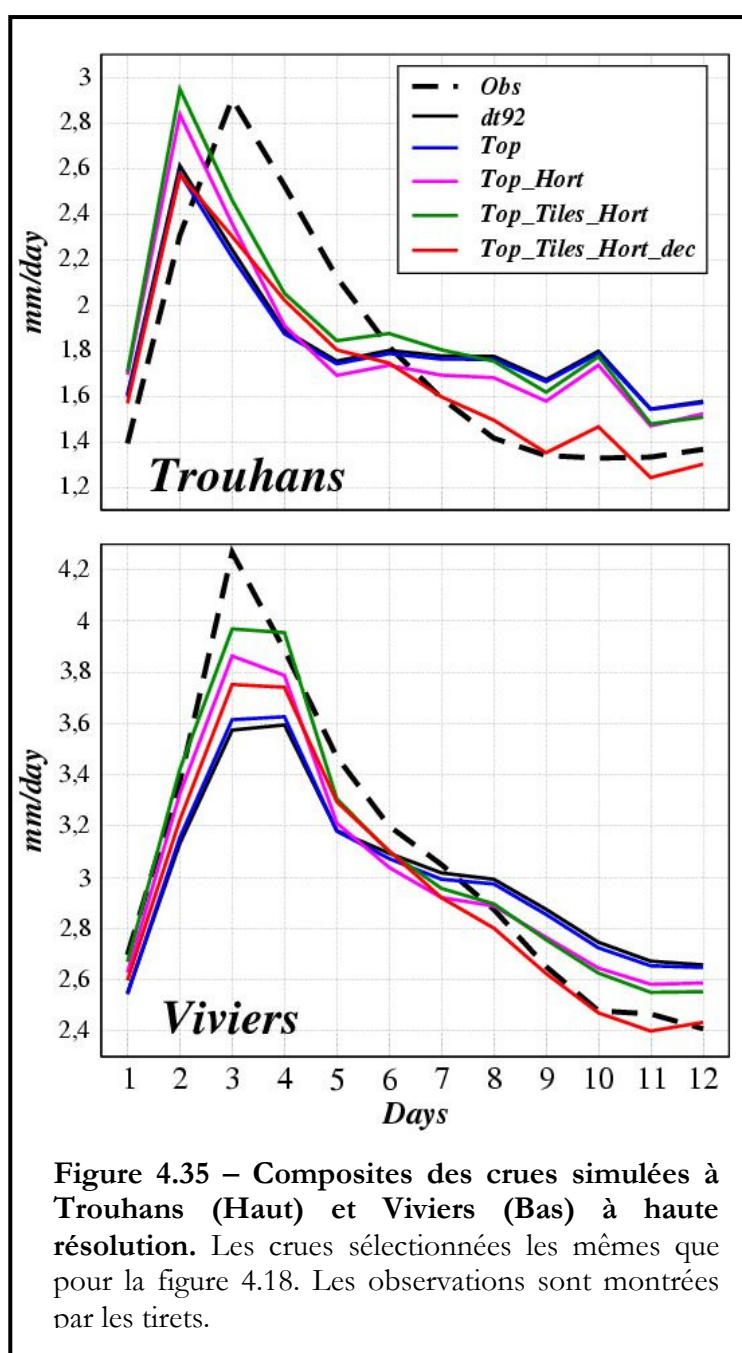 3
2,8
2,6
2,4
2,2
2
1,8
1,6
1,4
1,2
mm/day
Obs
dt92
Top
Top_Hort
Top_Tiles_Hort
Top_Tiles_Hort_dec
Trouhans
4,2
4
3,8
3,6
3,4
3,2
3
2,8
2,6
2,4
mm/day
Viviers
1 2 3 4 5 6 7 8 9 10 11 12
Days
Figure 4.35 – Composites des crues simulées à
Trouhans (Haut) et Viviers (Bas) à haute
résolution. Les crues sélectionnées les mêmes que
pour la figure 4.18. Les observations sont montrées
par les tirets.